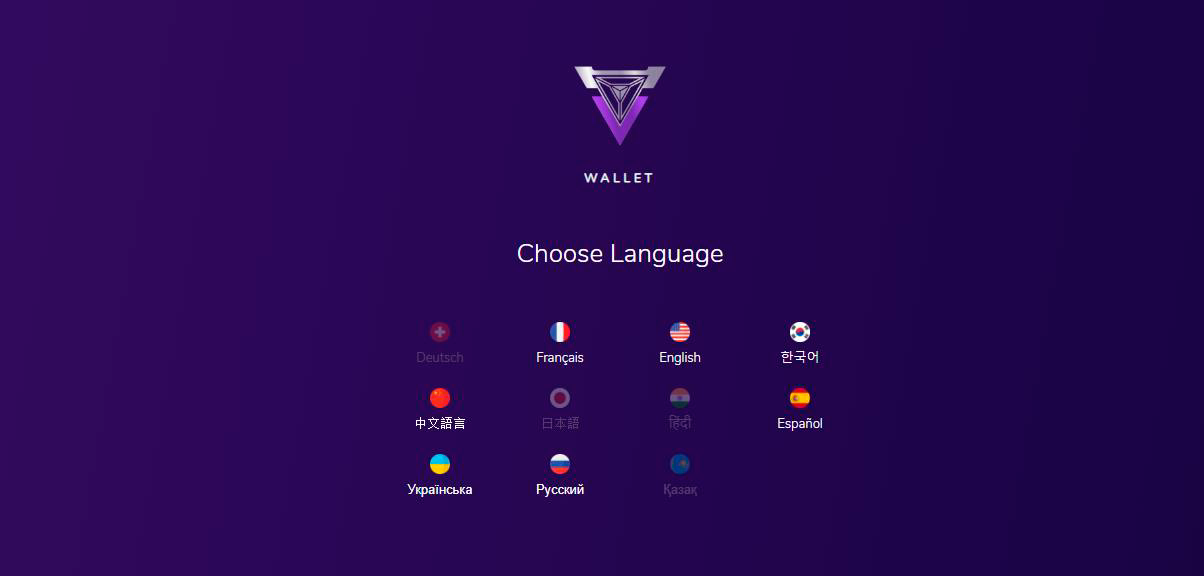 WALLET
Choose Language
Deutsch
Français
English
한국어
中文語言
日本語
हिंदी
Español
Українська
Русский
Қазақ